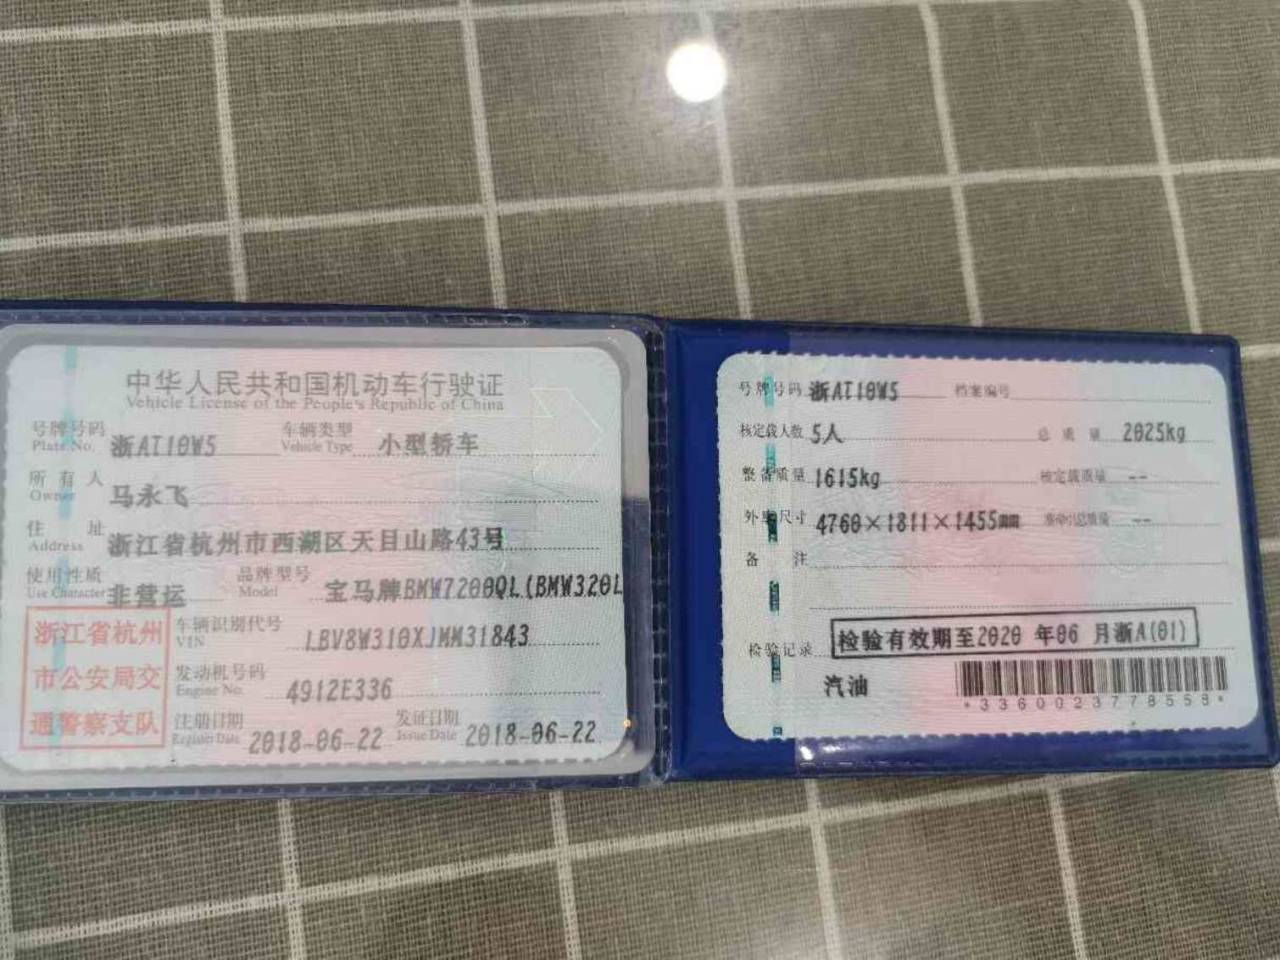 中华人民共和国机动车行驶证
Vehicle License of the People's Republic of China
号牌号码 浙AT10W5 车辆类型 小型轿车
Plate No. Vehicle Type
所有人 马永飞
Owner
住址 浙江省杭州市西湖区天目山路43号
Address
使用性质 非营运 品牌型号 宝马牌BMW7200QL(BMW320L
Use Character Model
浙江省杭州
市公安局交
通警察支队
车辆识别代号 LBV8W310XJMM31843
VIN
发动机号码 4912E336
Engine No.
注册日期 2018-06-22 发证日期 2018-06-22
Register Date Issue Date
号牌号码 浙AT10W5 档案编号
核定载人数 5人 总质量 2025kg
整备质量 1615kg 核定载质量 --
外廓尺寸 4760×1811×1455mm 准牵引总质量 --
备注
检验记录 检验有效期至2020 年06 月浙A(01)
汽油
*3360023778558*